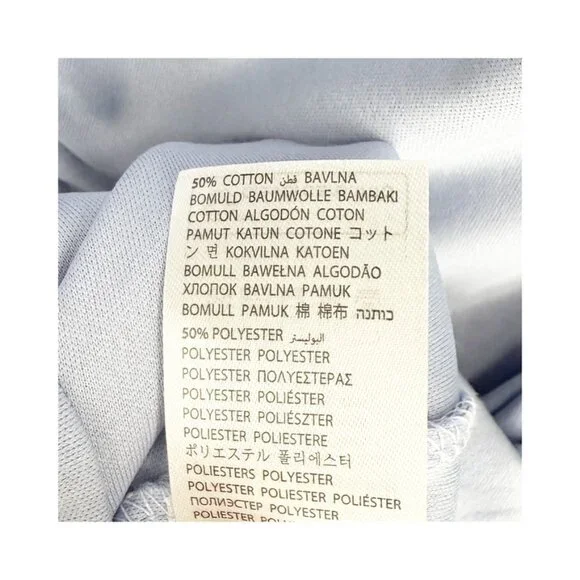 50% COTTON قطن BAVLNA
BOMULD BAUMWOLLE BAMBAKI
COTTON ALGODÓN COTON
PAMUT KATUN COTONE コット
ン 면 KOKVILNA KATOEN
BOMULL BAWEŁNA ALGODÃO
ХЛОПОК BAVLNA PAMUK
BOMULL PAMUK 棉 棉布 כותנה
50% POLYESTER البوليستر
POLYESTER POLYESTER
POLYESTER ΠΟΛΥΕΣΤΕΡΑΣ
POLYESTER POLIÉSTER
POLYESTER POLIÉSZTER
POLIESTER POLIESTERE
ポリエステル 폴리에스터
POLIESTERS POLYESTER
POLYESTER POLIESTER POLIÉSTER
ПОЛИЭСТЕР POLYESTER
POLIESTER POLYESTER